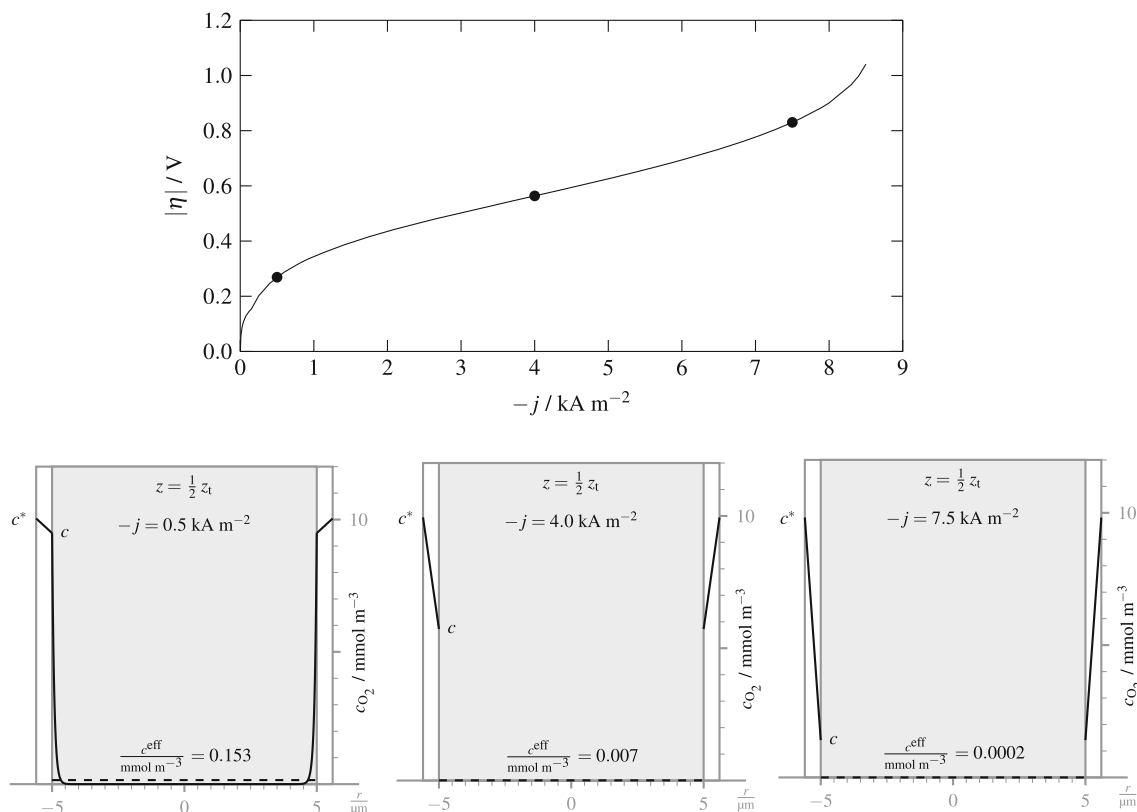 1.2
1.0
0.8
0.6
0.4
0.2
0.0
|η| / V
0 1 2 3 4 5 6 7 8 9
−j / kA m⁻²
z = ½ z_t
−j = 0.5 kA m⁻²
c*
c
10
c_O₂ / mmol m⁻³
c^eff / mmol m⁻³ = 0.153
−5 0 5 r/μm
z = ½ z_t
−j = 4.0 kA m⁻²
c*
c
10
c_O₂ / mmol m⁻³
c^eff / mmol m⁻³ = 0.007
−5 0 5 r/μm
z = ½ z_t
−j = 7.5 kA m⁻²
c*
c
10
c_O₂ / mmol m⁻³
c^eff / mmol m⁻³ = 0.0002
−5 0 5 r/μm